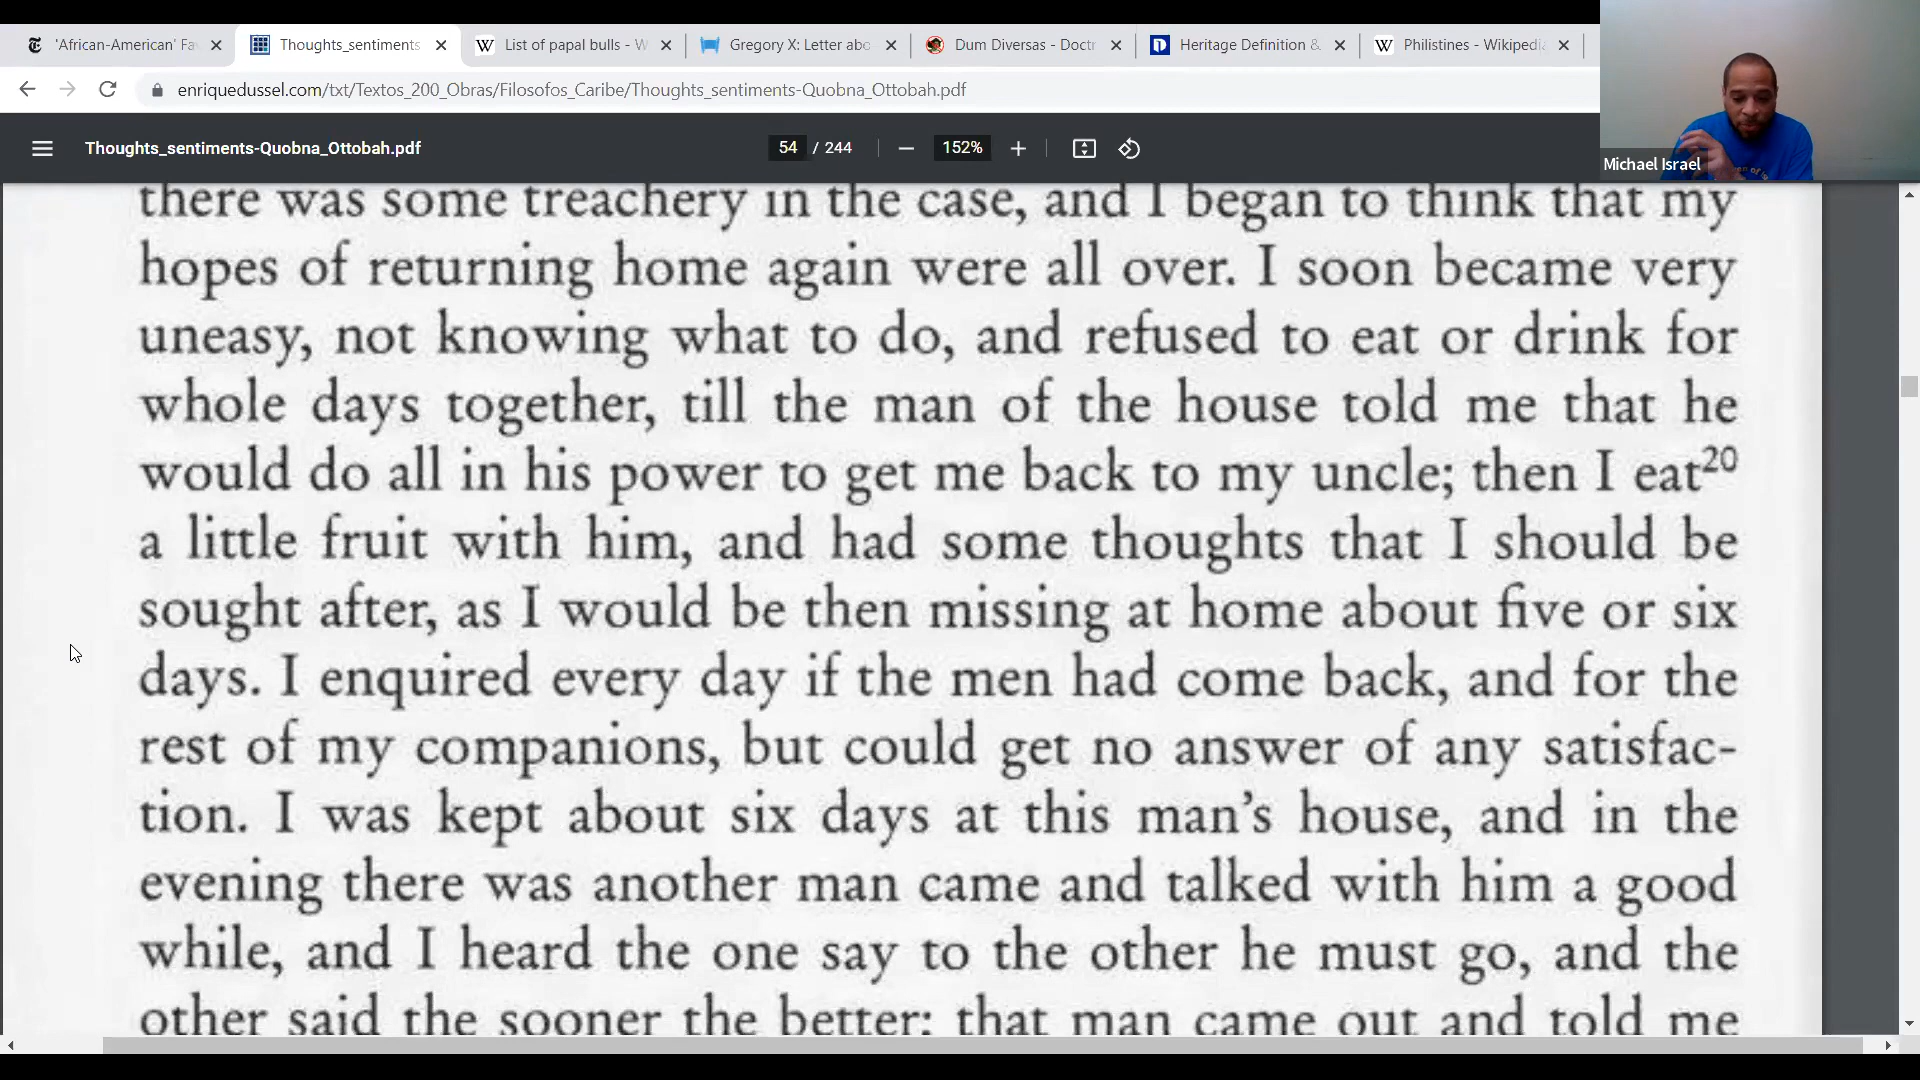 'African-American' Fa
Thoughts_sentiments
List of papal bulls - W
Gregory X: Letter abo
Dum Diversas - Doctr
Heritage Definition &
Philistines - Wikipedi
enriquedussel.com/txt/Textos_200_Obras/Filosofos_Caribe/Thoughts_sentiments-Quobna_Ottobah.pdf
Thoughts_sentiments-Quobna_Ottobah.pdf
54 / 244
152%
Michael Israel
there was some treachery in the case, and I began to think that my
hopes of returning home again were all over. I soon became very
uneasy, not knowing what to do, and refused to eat or drink for
whole days together, till the man of the house told me that he
would do all in his power to get me back to my uncle; then I eat20
a little fruit with him, and had some thoughts that I should be
sought after, as I would be then missing at home about five or six
days. I enquired every day if the men had come back, and for the
rest of my companions, but could get no answer of any satisfac-
tion. I was kept about six days at this man's house, and in the
evening there was another man came and talked with him a good
while, and I heard the one say to the other he must go, and the
other said the sooner the better; that man came out and told me